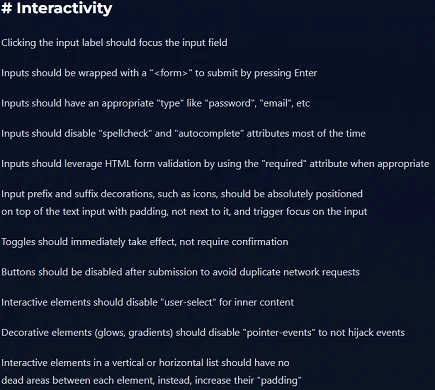 # Interactivity
Clicking the input label should focus the input field
Inputs should be wrapped with a "<form>" to submit by pressing Enter
Inputs should have an appropriate "type" like "password", "email", etc
Inputs should disable "spellcheck" and "autocomplete" attributes most of the time
Inputs should leverage HTML form validation by using the "required" attribute when appropriate
Input prefix and suffix decorations, such as icons, should be absolutely positioned
on top of the text input with padding, not next to it, and trigger focus on the input
Toggles should immediately take effect, not require confirmation
Buttons should be disabled after submission to avoid duplicate network requests
Interactive elements should disable "user-select" for inner content
Decorative elements (glows, gradients) should disable "pointer-events" to not hijack events
Interactive elements in a vertical or horizontal list should have no
dead areas between each element, instead, increase their "padding"